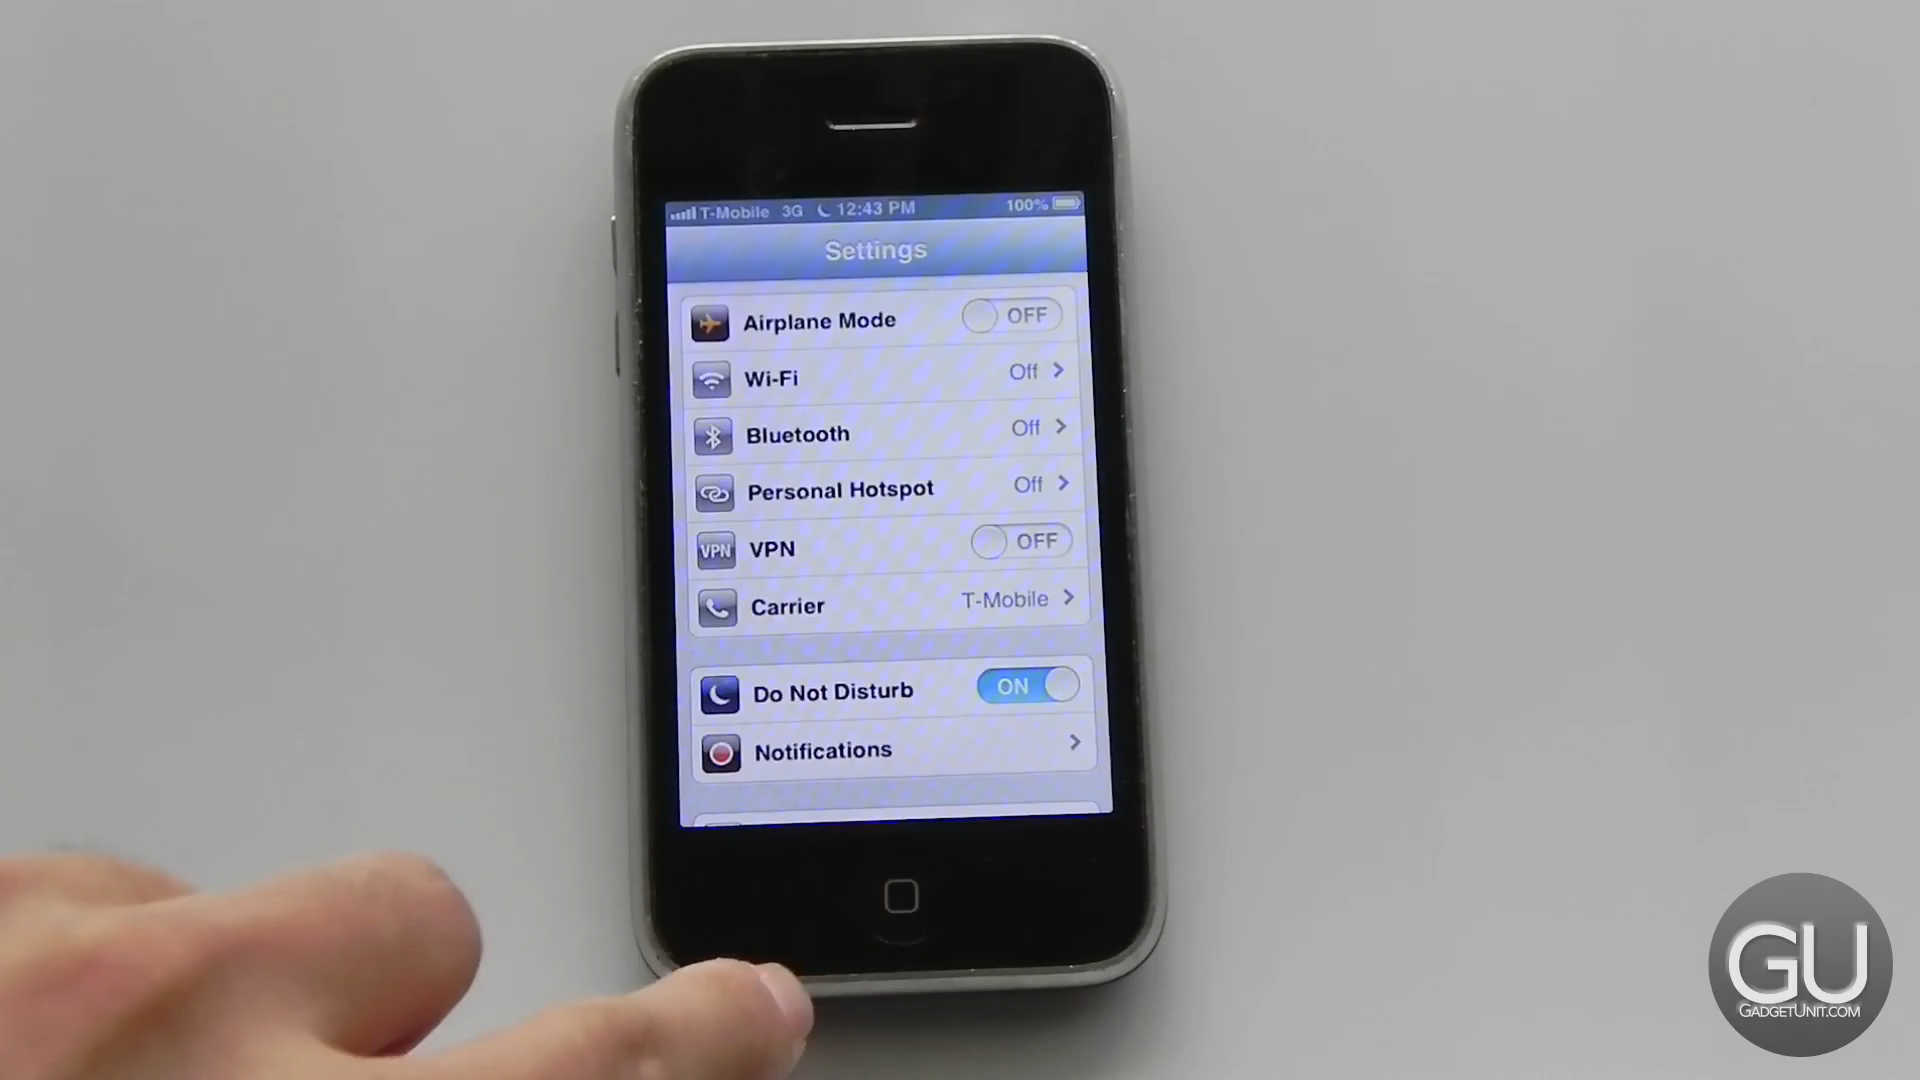 T-Mobile 3G 12:43 PM 100%
Settings
Airplane Mode OFF
Wi-Fi Off
Bluetooth Off
Personal Hotspot Off
VPN VPN OFF
Carrier T-Mobile
Do Not Disturb ON
Notifications
GU
GADGETUNIT.COM